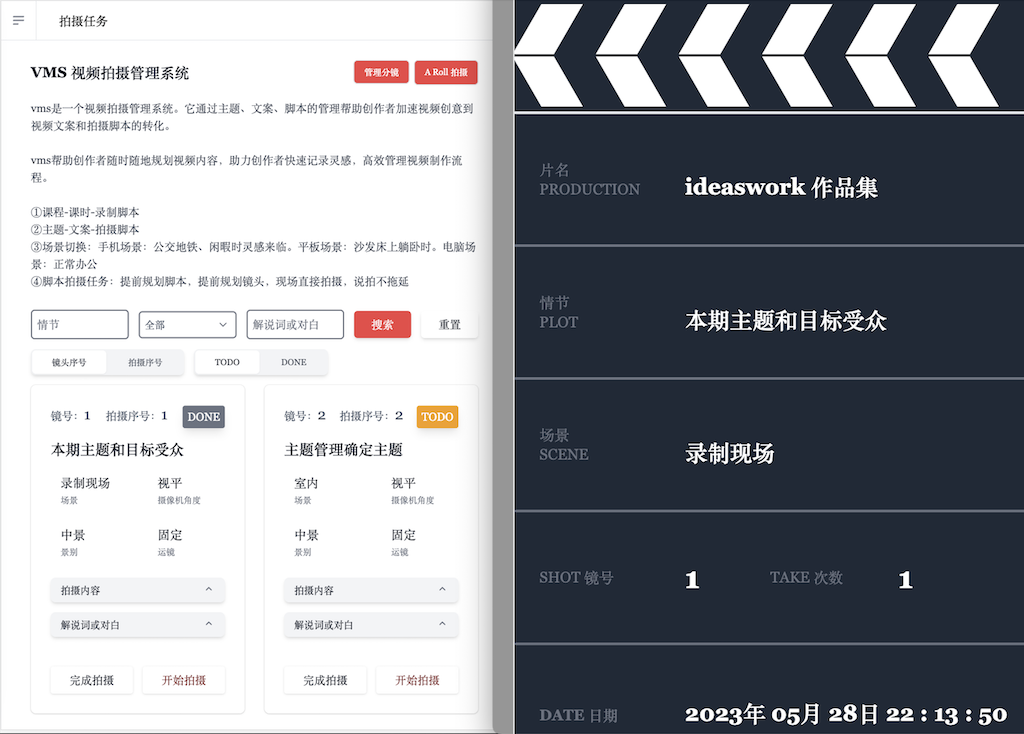 拍摄任务
VMS 视频拍摄管理系统
管理分镜
A Roll 拍摄
vms是一个视频拍摄管理系统。它通过主题、文案、脚本的管理帮助创作者加速视频创意到
视频文案和拍摄脚本的转化。
vms帮助创作者随时随地规划视频内容，助力创作者快速记录灵感，高效管理视频制作流
程。
①课程-课时-录制脚本
②主题-文案-拍摄脚本
③场景切换：手机场景：公交地铁、闲暇时灵感来临。平板场景：沙发床上躺卧时。电脑场
景：正常办公
④脚本拍摄任务：提前规划脚本，提前规划镜头，现场直接拍摄，说拍不拖延
情节
全部
解说词或对白
搜索
重置
镜头序号
拍摄序号
TODO
DONE
镜号：1 拍摄序号：1 DONE
本期主题和目标受众
录制现场 视平
场景 摄像机角度
中景 固定
景别 运镜
拍摄内容
解说词或对白
完成拍摄 开始拍摄
镜号：2 拍摄序号：2 TODO
主题管理确定主题
室内 视平
场景 摄像机角度
中景 固定
景别 运镜
拍摄内容
解说词或对白
完成拍摄 开始拍摄
片名
PRODUCTION
ideaswork 作品集
情节
PLOT
本期主题和目标受众
场景
SCENE
录制现场
SHOT 镜号 1 TAKE 次数 1
DATE 日期 2023年 05月 28日 22 : 13 : 50